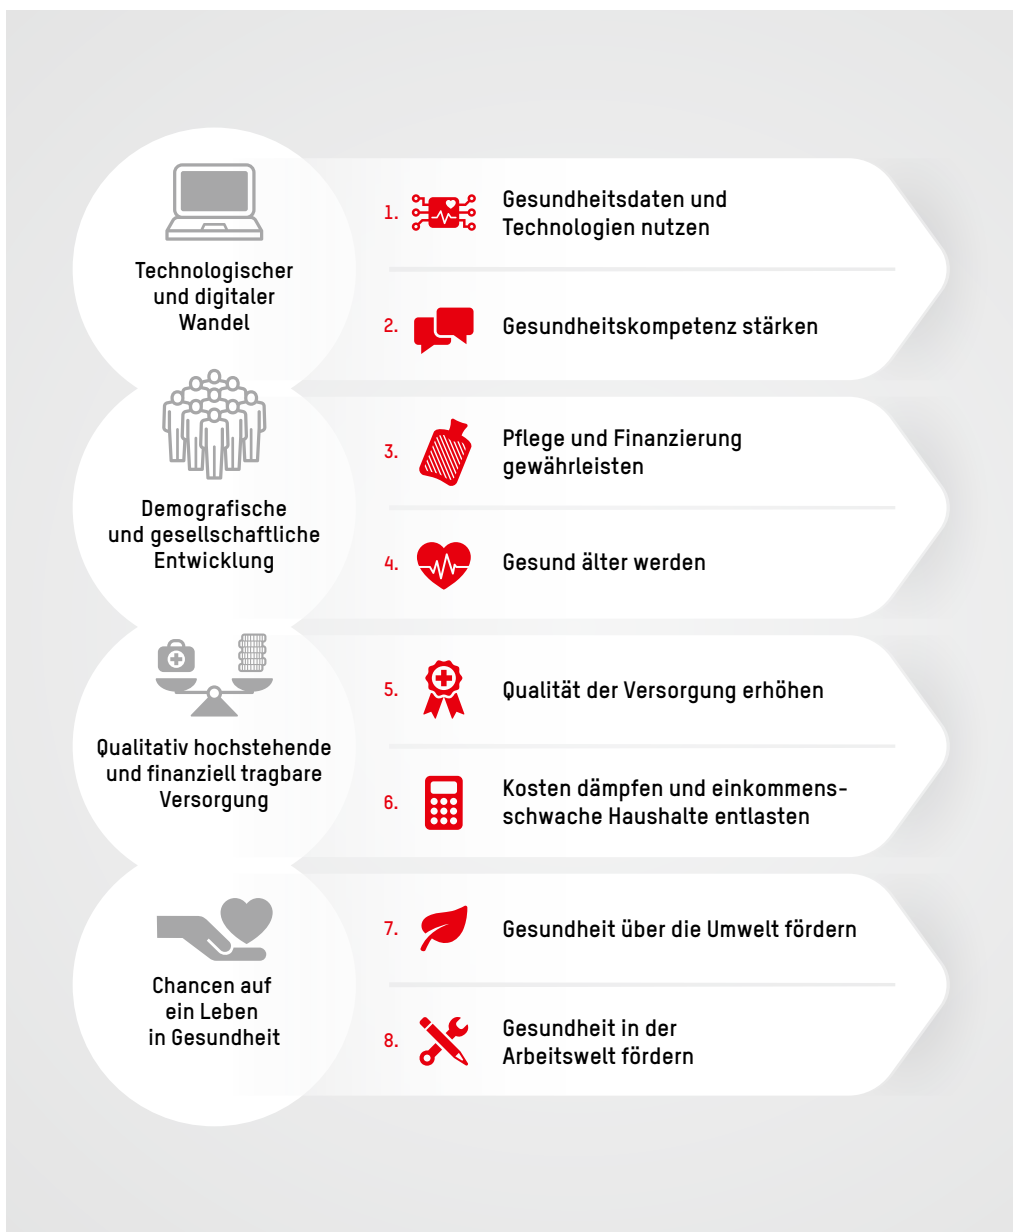 Technologischer
und digitaler
Wandel
1. Gesundheitsdaten und
Technologien nutzen
2. Gesundheitskompetenz stärken
Demografische
und gesellschaftliche
Entwicklung
3. Pflege und Finanzierung
gewährleisten
4. Gesund älter werden
Qualitativ hochstehende
und finanziell tragbare
Versorgung
5. Qualität der Versorgung erhöhen
6. Kosten dämpfen und einkommens-
schwache Haushalte entlasten
Chancen auf
ein Leben
in Gesundheit
7. Gesundheit über die Umwelt fördern
8. Gesundheit in der
Arbeitswelt fördern